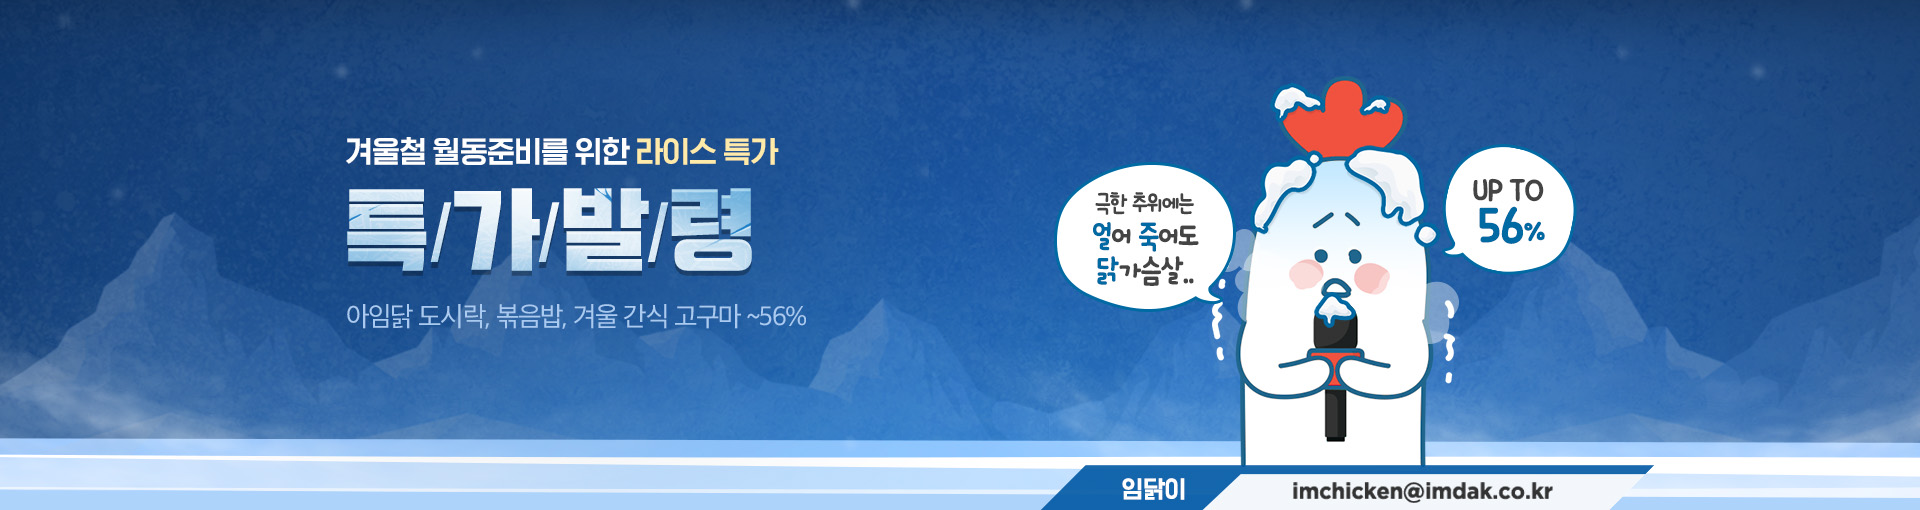 겨울철 월동준비를 위한 라이스 특가
특/가/발/령
아임닭 도시락, 볶음밥, 겨울 간식 고구마 ~56%
극한 추위에는
얼어 죽어도
닭가슴살..
UP TO
56%
임닭이
imchicken@imdak.co.kr